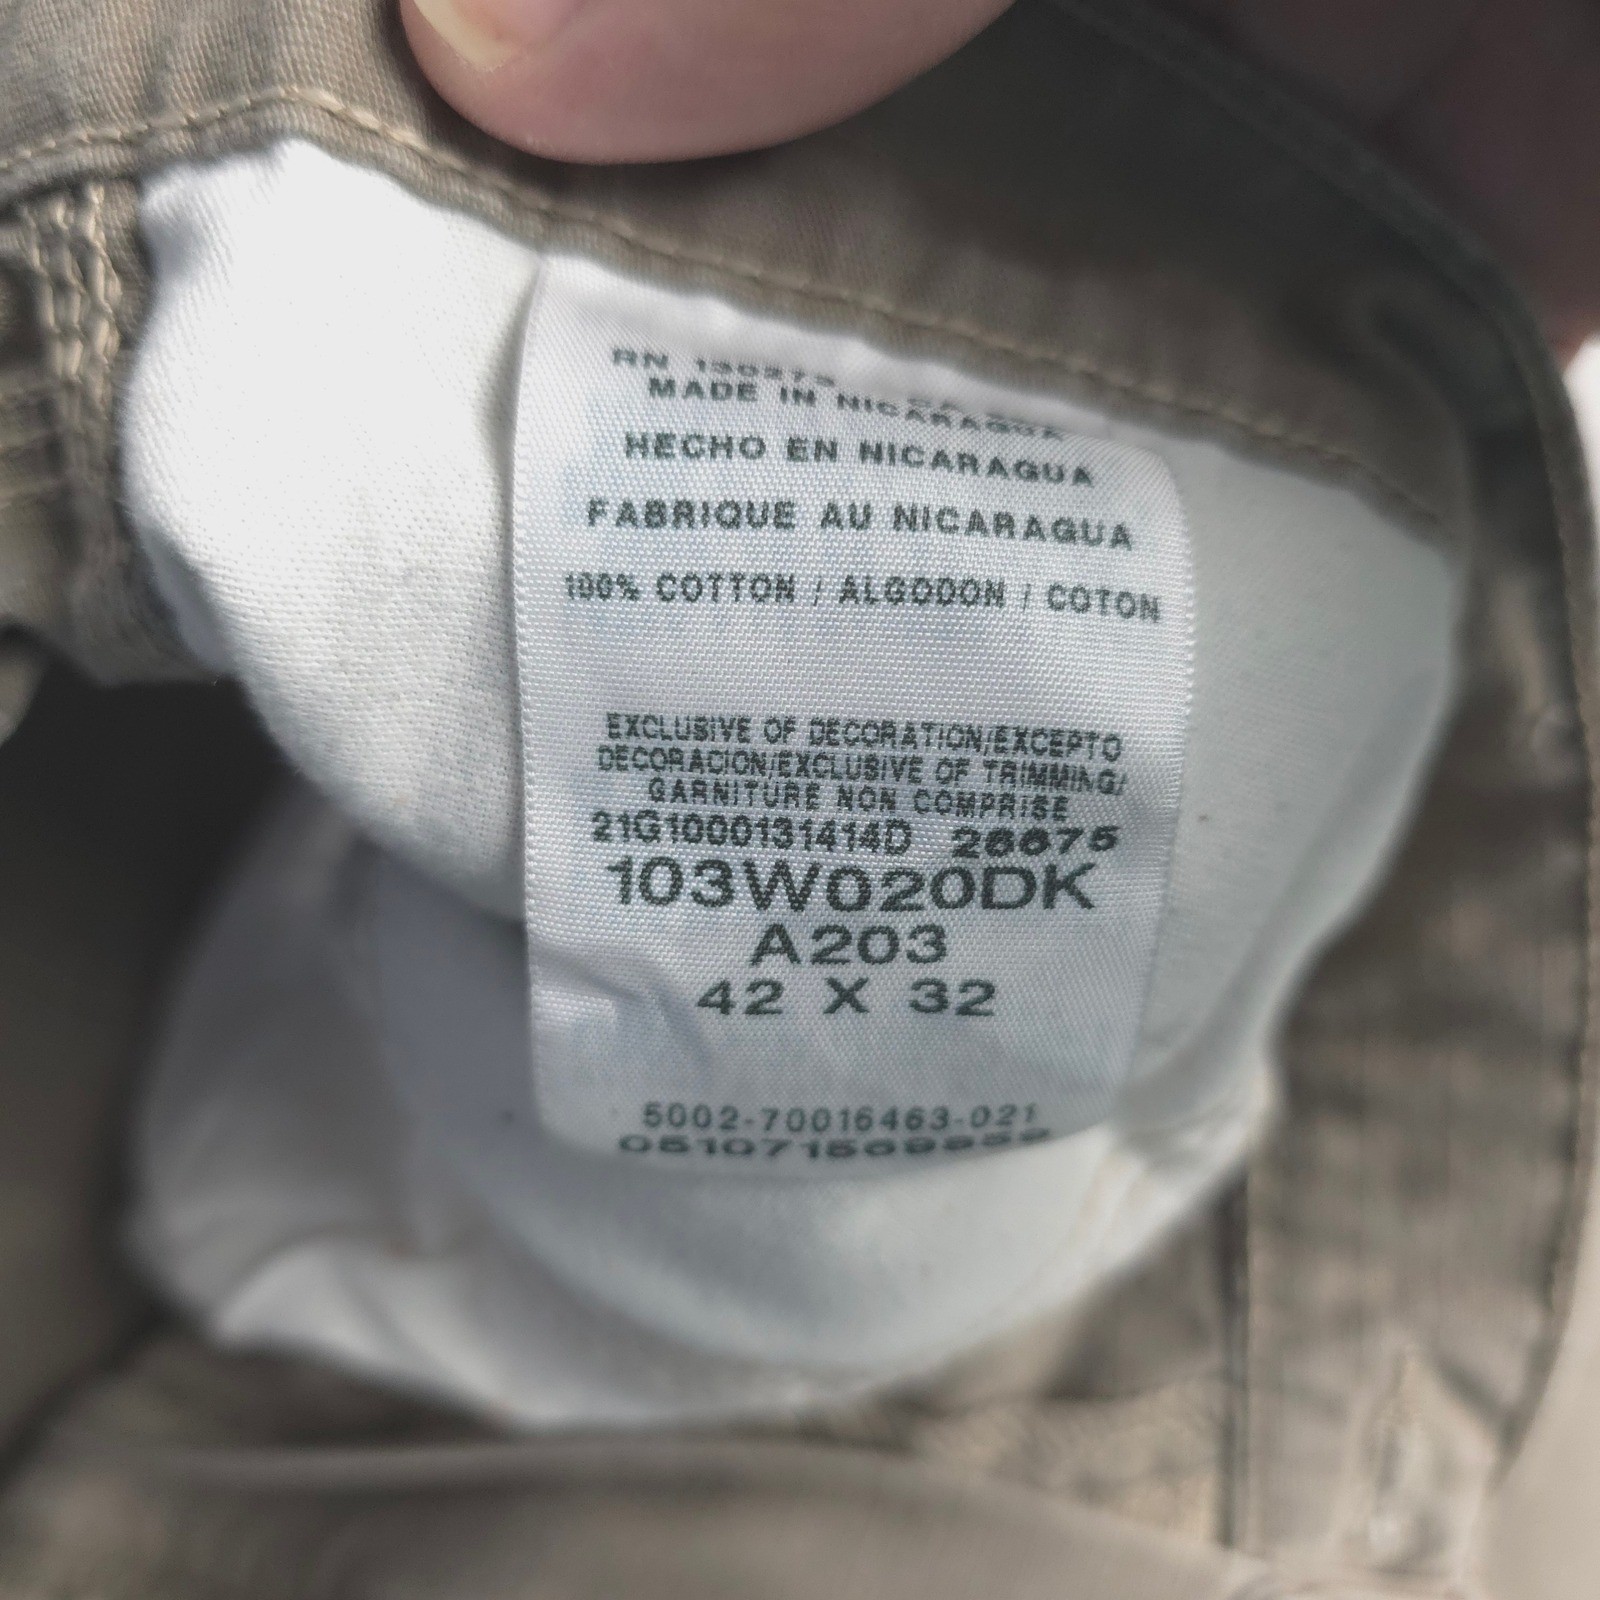 RN
MADE IN NICARAGUA
HECHO EN NICARAGUA
FABRIQUE AU NICARAGUA
100% COTTON / ALGODON / COTON
EXCLUSIVE OF DECORATION/EXCEPTO
DECORACION/EXCLUSIVE OF TRIMMING/
GARNITURE NON COMPRISE
21G1000131414D 26675
103W020DK
A203
42 X 32
5002-70016463-021